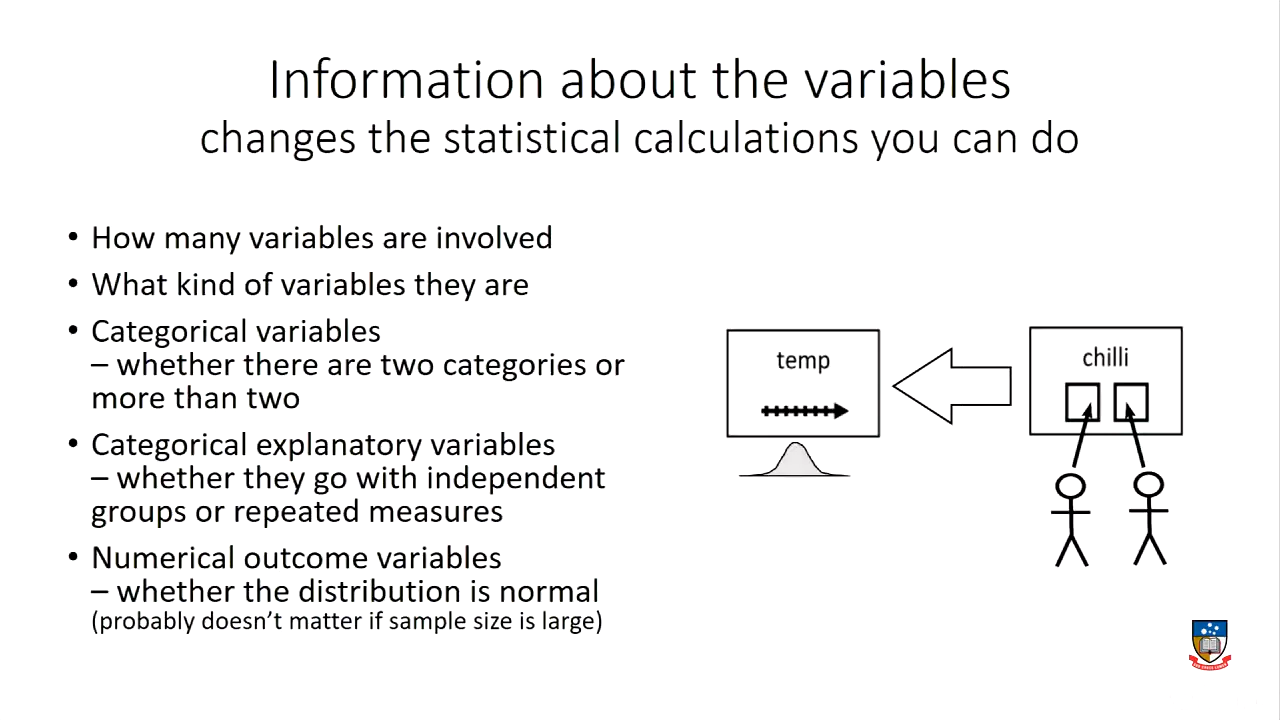 Information about the variables
changes the statistical calculations you can do
• How many variables are involved
• What kind of variables they are
• Categorical variables
– whether there are two categories or
more than two
• Categorical explanatory variables
– whether they go with independent
groups or repeated measures
• Numerical outcome variables
– whether the distribution is normal
(probably doesn’t matter if sample size is large)
temp
chilli